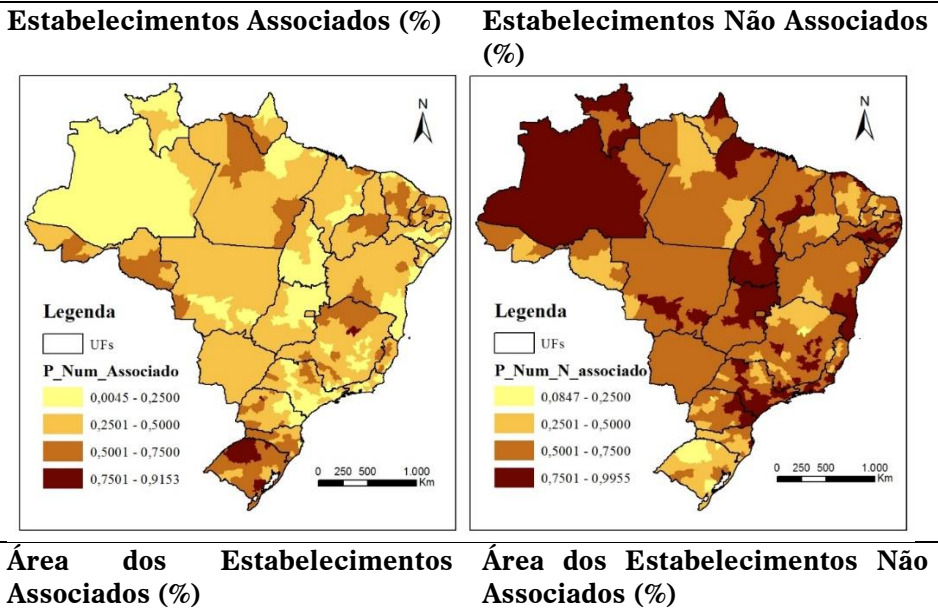 Estabelecimentos Associados (%)
Estabelecimentos Não Associados
(%)
N
Legenda
UFs
P_Num_Associado
0,0045 - 0,2500
0,2501 - 0,5000
0,5001 - 0,7500
0,7501 - 0,9153
0 250 500 1.000
Km
N
Legenda
UFs
P_Num_N_associado
0,0847 - 0,2500
0,2501 - 0,5000
0,5001 - 0,7500
0,7501 - 0,9955
0 250 500 1.000
Km
Área dos Estabelecimentos
Associados (%)
Área dos Estabelecimentos Não
Associados (%)